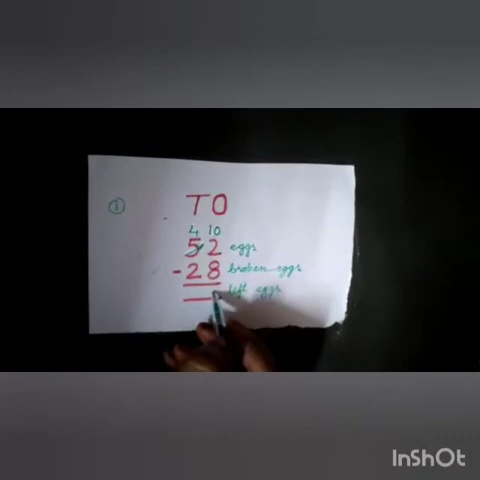 ①
T O
4 10
5 2 eggs
- 2 8 broken eggs
left eggs
InShOt